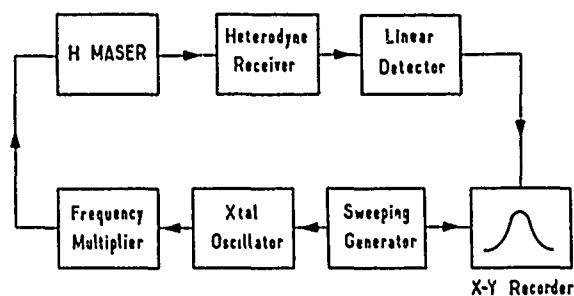 H MASER
Heterodyne
Receiver
Linear
Detector
Frequency
Multiplier
Xtal
Oscillator
Sweeping
Generator
X-Y Recorder